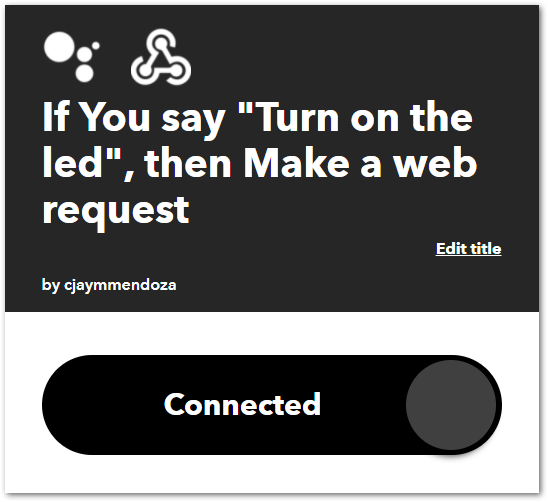 If You say "Turn on the
led", then Make a web
request
Edit title
by cjaymmendoza
Connected